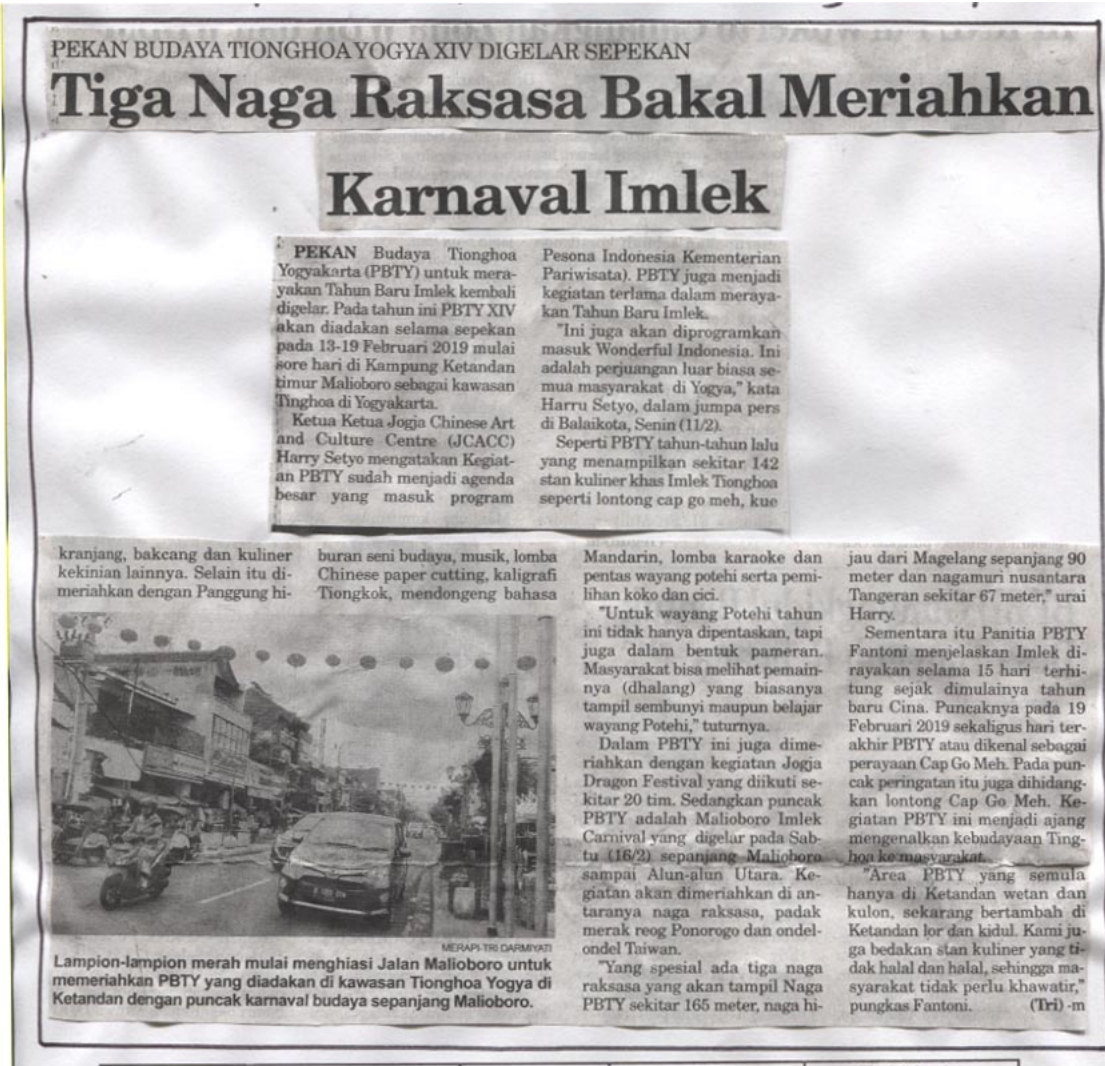 PEKAN BUDAYA TIONGHOA YOGYA XIV DIGELAR SEPEKAN
Tiga Naga Raksasa Bakal Meriahkan
Karnaval Imlek
PEKAN Budaya Tionghoa
Yogyakarta (PBTY) untuk mera-
yakan Tahun Baru Imlek kembali
digelar. Pada tahun ini PBTY XIV
akan diadakan selama sepekan
pada 13-19 Februari 2019 mulai
sore hari di Kampung Ketandan
timur Malioboro sebagai kawasan
Tinghoa di Yogyakarta.
Ketua Ketua Jogja Chinese Art
and Culture Centre (JCACC)
Harry Setyo mengatakan Kegiat-
an PBTY sudah menjadi agenda
besar yang masuk program
Pesona Indonesia Kementerian
Pariwisata). PBTY juga menjadi
kegiatan terlama dalam meraya-
kan Tahun Baru Imlek.
"Ini juga akan diprogramkan
masuk Wonderful Indonesia. Ini
adalah perjuangan luar biasa se-
mua masyarakat di Yogya," kata
Harru Setyo, dalam jumpa pers
di Balaikota, Senin (11/2).
Seperti PBTY tahun-tahun lalu
yang menampilkan sekitar 142
stan kuliner khas Imlek Tionghoa
seperti lontong cap go meh, kue
kranjang, bakcang dan kuliner
kekinian lainnya. Selain itu di-
meriahkan dengan Panggung hi-
buran seni budaya, musik, lomba
Chinese paper cutting, kaligrafi
Tiongkok, mendongeng bahasa
MERAPI-TRI DARMIYATI
Lampion-lampion merah mulai menghiasi Jalan Malioboro untuk
memeriahkan PBTY yang diadakan di kawasan Tionghoa Yogya di
Ketandan dengan puncak karnaval budaya sepanjang Malioboro.
Mandarin, lomba karaoke dan
pentas wayang potehi serta pemi-
lihan koko dan cici.
"Untuk wayang Potehi tahun
ini tidak hanya dipentaskan, tapi
juga dalam bentuk pameran.
Masyarakat bisa melihat pemain-
nya (dhalang) yang biasanya
tampil sembunyi maupun belajar
wayang Potehi," tuturnya.
Dalam PBTY ini juga dime-
riahkan dengan kegiatan Jogja
Dragon Festival yang diikuti se-
kitar 20 tim. Sedangkan puncak
PBTY adalah Malioboro Imlek
Carnival yang digelar pada Sab-
tu (16/2) sepanjang Malioboro
sampai Alun-alun Utara. Ke-
giatan akan dimeriahkan di an-
taranya naga raksasa, padak
merak reog Ponorogo dan ondel-
ondel Taiwan.
"Yang spesial ada tiga naga
raksasa yang akan tampil Naga
PBTY sekitar 165 meter, naga hi-
jau dari Magelang sepanjang 90
meter dan nagamuri nusantara
Tangeran sekitar 67 meter," urai
Harry.
Sementara itu Panitia PBTY
Fantoni menjelaskan Imlek di-
rayakan selama 15 hari terhi-
tung sejak dimulainya tahun
baru Cina. Puncaknya pada 19
Februari 2019 sekaligus hari ter-
akhir PBTY atau dikenal sebagai
perayaan Cap Go Meh. Pada pun-
cak peringatan itu juga dihidang-
kan lontong Cap Go Meh. Ke-
giatan PBTY ini menjadi ajang
mengenalkan kebudayaan Ting-
hoa ke masyarakat.
"Area PBTY yang semula
hanya di Ketandan wetan dan
kulon, sekarang bertambah di
Ketandan lor dan kidul. Kami ju-
ga bedakan stan kuliner yang ti-
dak halal dan halal, sehingga ma-
syarakat tidak perlu khawatir,"
pungkas Fantoni. (Tri) -m